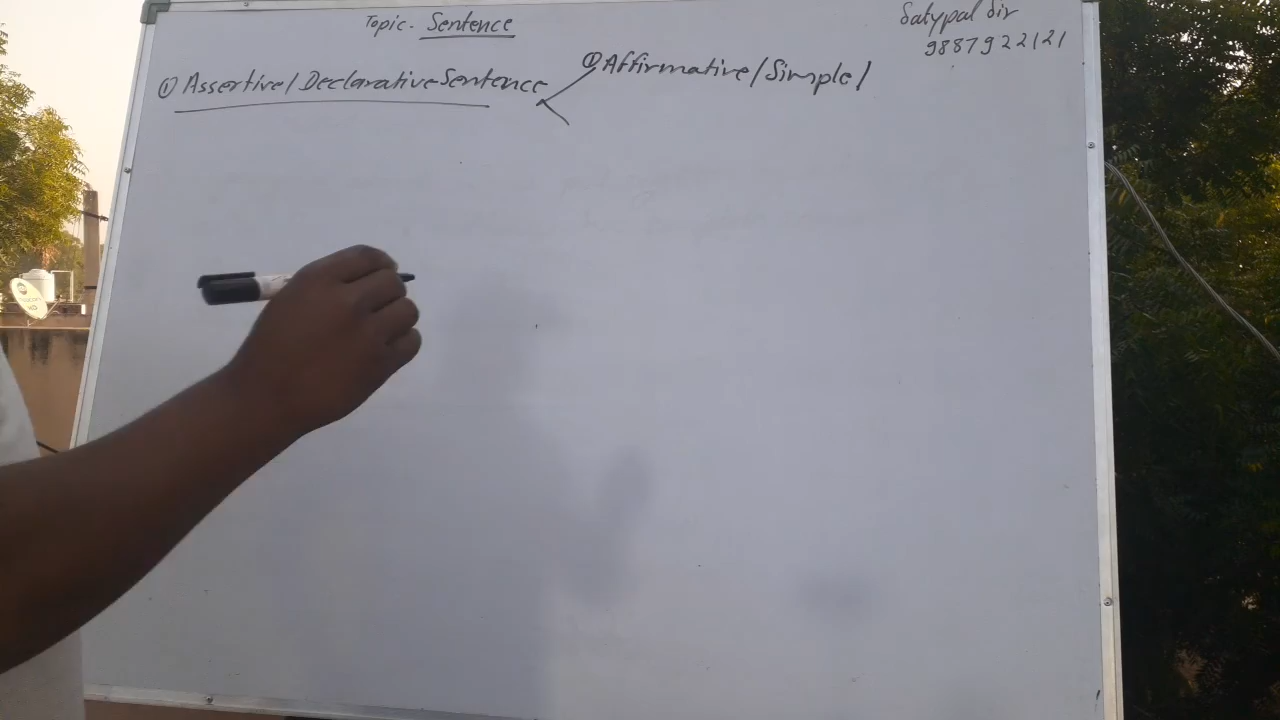 Topic- Sentence
Satypal Sir
9887922121
① Assertive/Declarative Sentence
① Affirmative/Simple/